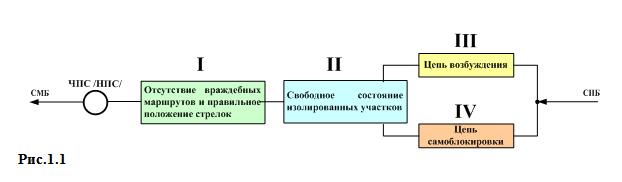 I
II
III
IV
ЧПС /НПС/
СМБ
Отсутствие враждебных
маршрутов и правильное
положение стрелок
Свободное состояние
изолированных участков
Цепь возбуждения
Цепь
самоблокировки
СПБ
Рис.1.1